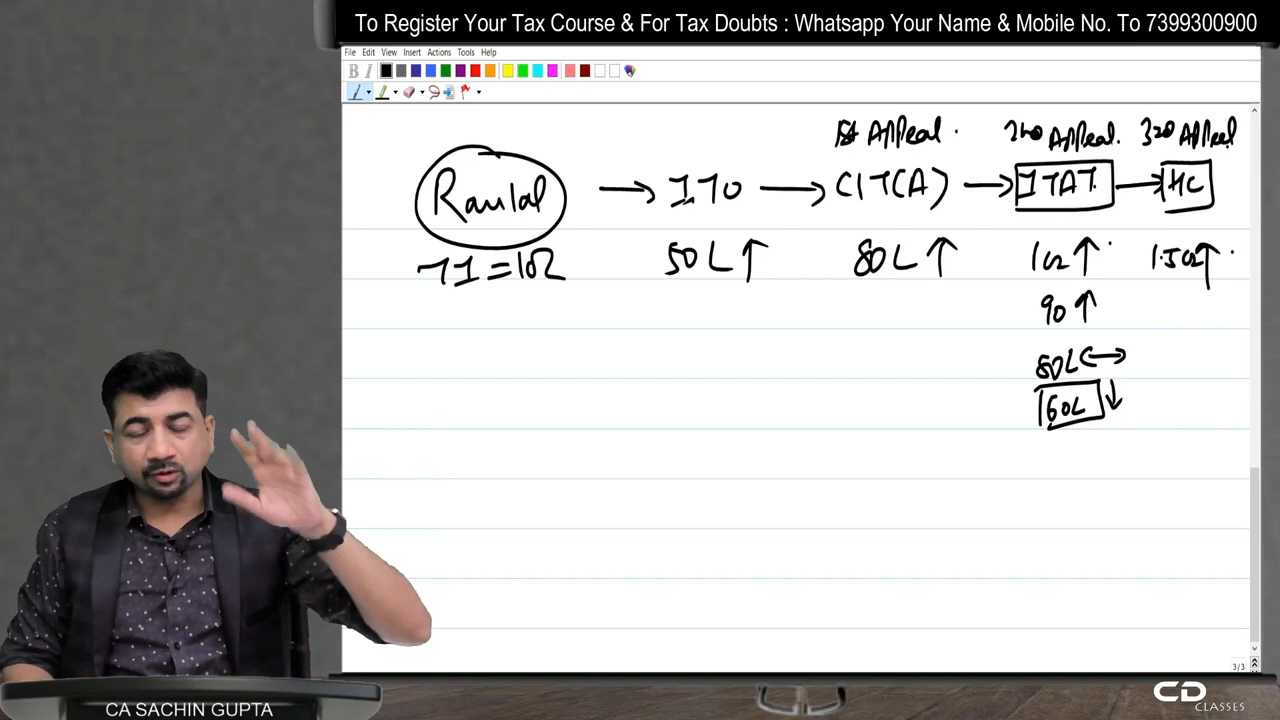 To Register Your Tax Course & For Tax Doubts : Whatsapp Your Name & Mobile No. To 7399300900
File Edit View Insert Actions Tools Help
B I
1st Appeal. 2nd Appeal. 3rd Appeal
Ramlal → ITO → CIT(A) → ITAT → HC
TI = 10L 50L ↑ 80L ↑ 1cr ↑ 1.5cr ↑
90 ↑
80L ↔
60L ↓
3/3
CD
CLASSES
CA SACHIN GUPTA